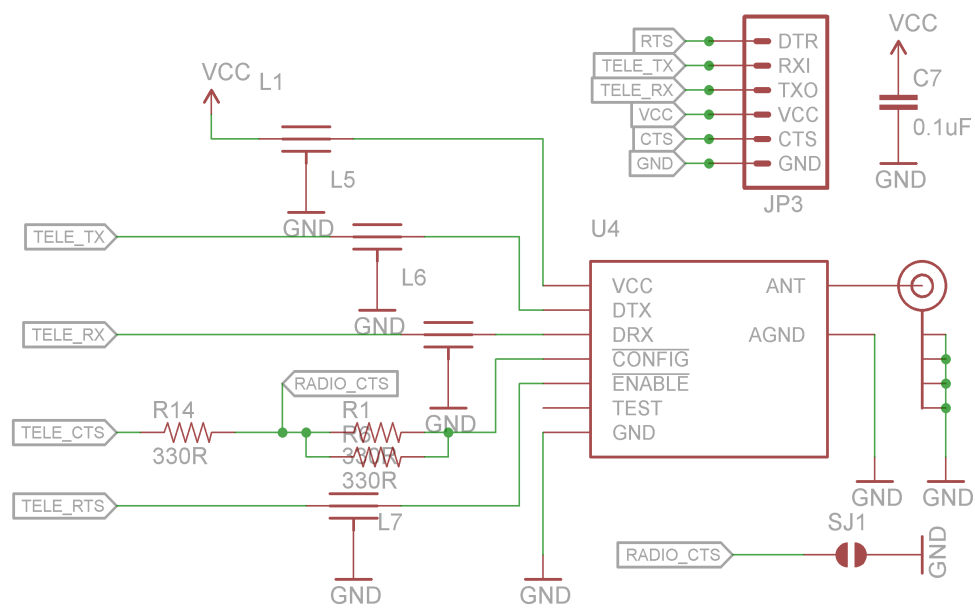 VCC
L1
RTS
DTR
TELE_TX
RXI
TELE_RX
TXO
VCC
VCC
CTS
CTS
GND
GND
JP3
VCC
C7
0.1uF
GND
L5
GND
TELE_TX
L6
GND
TELE_RX
GND
U4
VCC
ANT
DTX
DRX
AGND
CONFIG
ENABLE
TEST
GND
RADIO_CTS
R14
R1
TELE_CTS
R6
330R
330R
330R
TELE_RTS
L7
GND
GND
GND
GND
SJ1
RADIO_CTS
GND